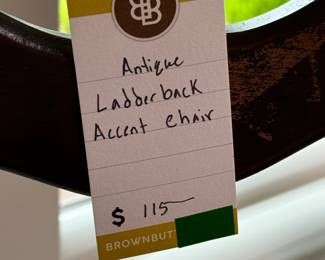 Antique
Ladderback
Accent Chair
$ 115
BROWNBUT